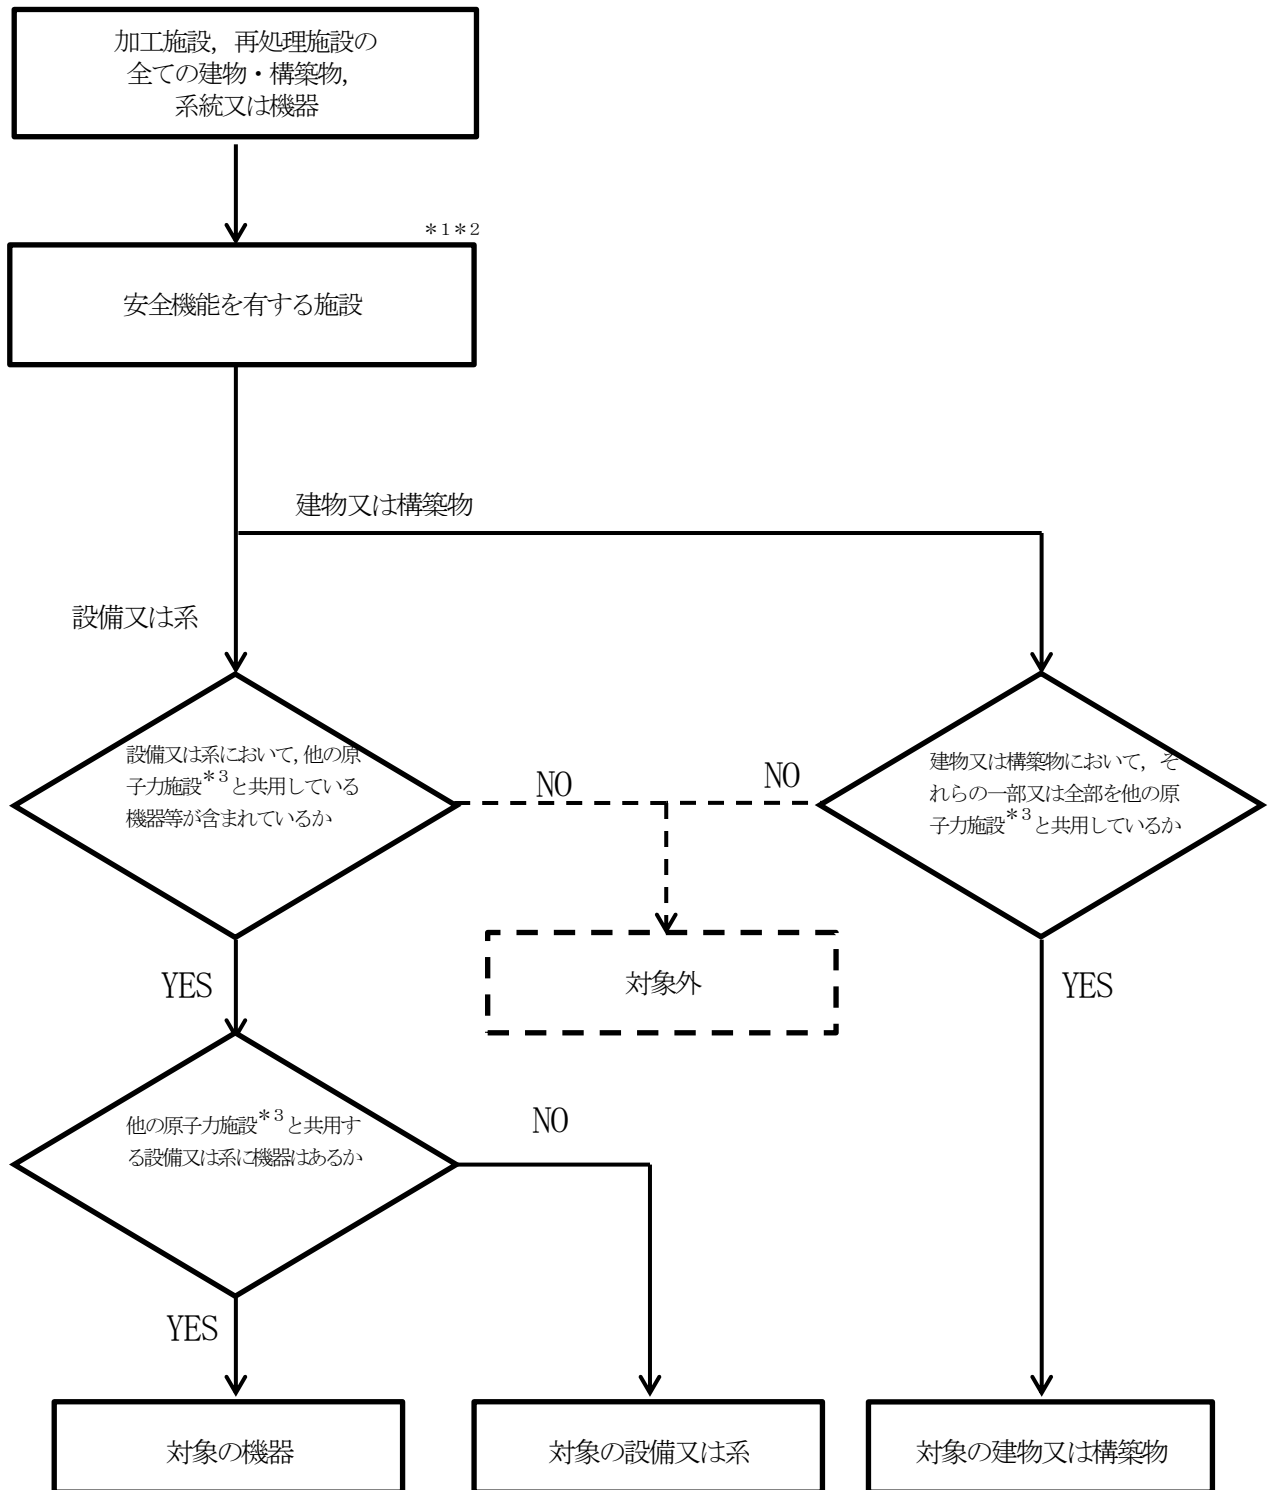 加工施設，再処理施設の
全ての建物・構築物，
系統又は機器
*1*2
安全機能を有する施設
建物又は構築物
設備又は系
設備又は系において，他の原
子力施設*3と共用している
機器等が含まれているか
NO
NO
建物又は構築物において，そ
れらの一部又は全部を他の原
子力施設*3と共用しているか
対象外
YES
YES
他の原子力施設*3と共用す
る設備又は系に機器はあるか
NO
YES
対象の機器
対象の設備又は系
対象の建物又は構築物